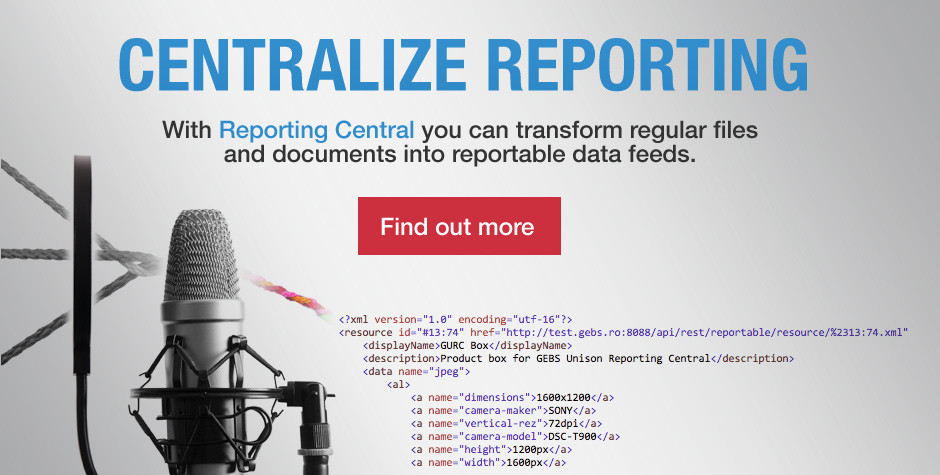 CENTRALIZE REPORTING
With Reporting Central you can transform regular files
and documents into reportable data feeds.
Find out more
<?xml version="1.0" encoding="utf-16"?>
<resource id="#13:74" href="http://test.gebs.ro:8088/api/rest/reportable/resource/%2313:74.xml"
<displayName>GURC Box</displayName>
<description>Product box for GEBS Unison Reporting Central</description>
<data name="jpeg">
<al>
<a name="dimensions">1600x1200</a>
<a name="camera-maker">SONY</a>
<a name="vertical-rez">72dpi</a>
<a name="camera-model">DSC-T900</a>
<a name="height">1200px</a>
<a name="width">1600px</a>